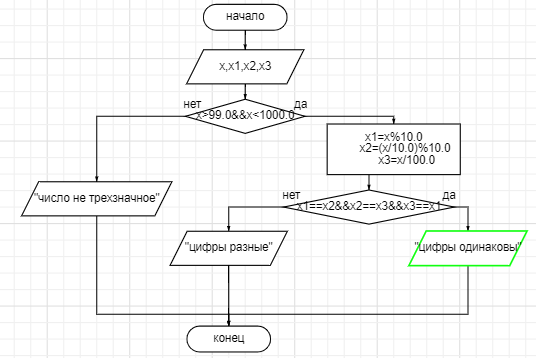 начало
x,x1,x2,x3
нет
да
x>99.0&&x<1000.0
x1=x%10.0
x2=(x/10.0)%10.0
x3=x/100.0
"число не трехзначное"
нет
да
x1==x2&&x2==x3&&x3==x1
"цифры разные"
"цифры одинаковы"
конец